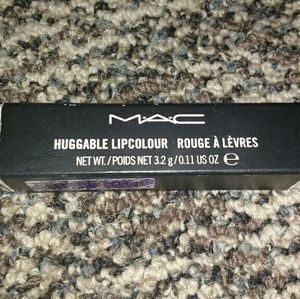 M·A·C
HUGGABLE LIPCOLOUR ROUGE À LÈVRES
NET WT./POIDS NET 3.2 g/0.11 US OZ ℮